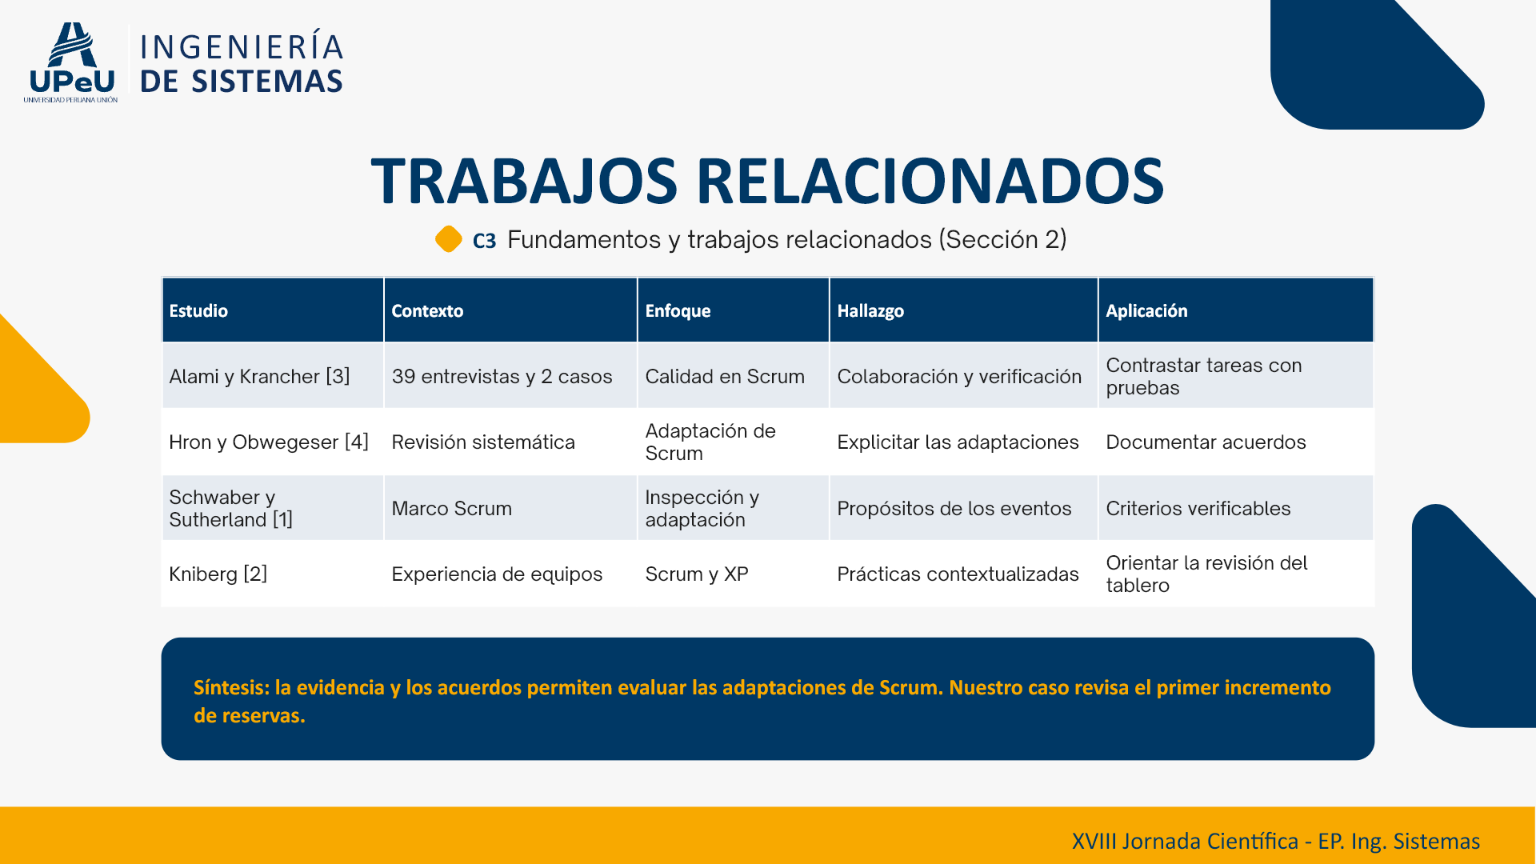 UPeU
UNIVERSIDAD PERUANA UNIÓN
INGENIERÍA
DE SISTEMAS
TRABAJOS RELACIONADOS
C3 Fundamentos y trabajos relacionados (Sección 2)
Estudio Contexto Enfoque Hallazgo Aplicación
Alami y Krancher [3] 39 entrevistas y 2 casos Calidad en Scrum Colaboración y verificación Contrastar tareas con
pruebas
Hron y Obwegeser [4] Revisión sistemática Adaptación de
Scrum Explicitar las adaptaciones Documentar acuerdos
Schwaber y
Sutherland [1] Marco Scrum Inspección y
adaptación Propósitos de los eventos Criterios verificables
Kniberg [2] Experiencia de equipos Scrum y XP Prácticas contextualizadas Orientar la revisión del
tablero
Síntesis: la evidencia y los acuerdos permiten evaluar las adaptaciones de Scrum. Nuestro caso revisa el primer incremento
de reservas.
XVIII Jornada Científica - EP. Ing. Sistemas